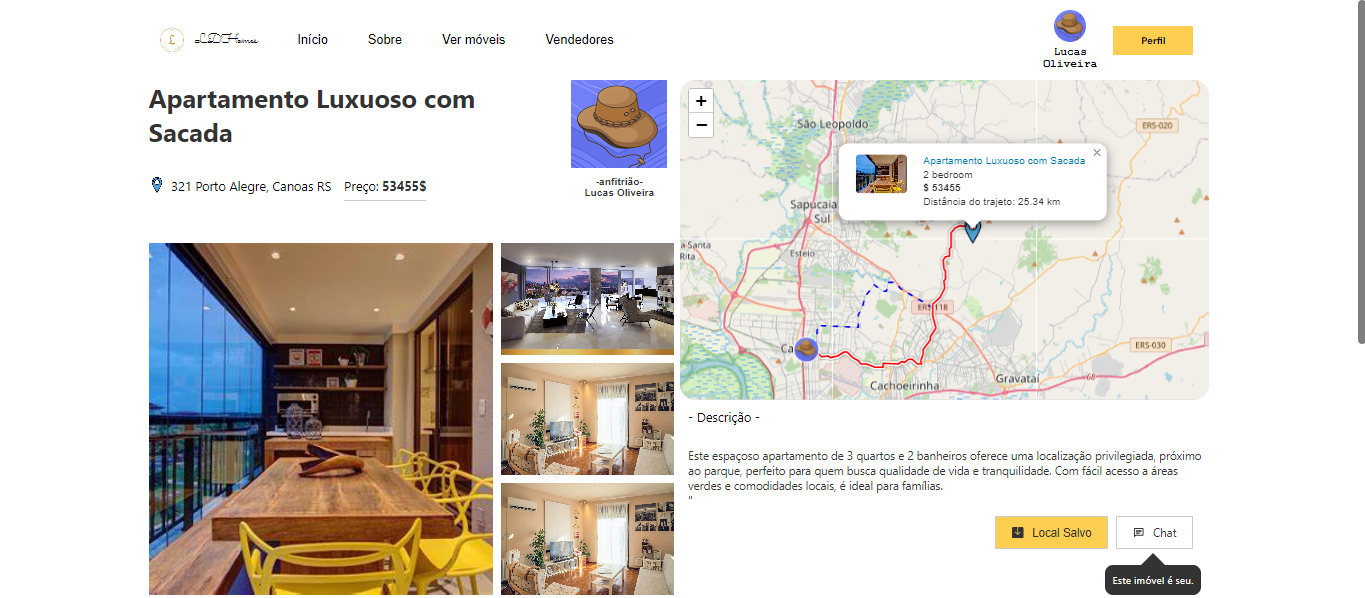 £ LDHomes
Início
Sobre
Ver móveis
Vendedores
Lucas
Oliveira
Perfil
Apartamento Luxuoso com
Sacada
-anfitrião-
Lucas Oliveira
321 Porto Alegre, Canoas RS
Preço: 53455$
+
−
São Leopoldo
ERS-020
×
Apartamento Luxuoso com Sacada
2 bedroom
$ 53455
Distância do trajeto: 25.34 km
Sapucaia
Sul
a Santa
Rita
Esteio
ERS-118
Ca
ERS-030
Cachoeirinha
Gravataí
68
- Descrição -
Este espaçoso apartamento de 3 quartos e 2 banheiros oferece uma localização privilegiada, próximo
ao parque, perfeito para quem busca qualidade de vida e tranquilidade. Com fácil acesso a áreas
verdes e comodidades locais, é ideal para famílias.
"
Local Salvo
Chat
Este imóvel é seu.